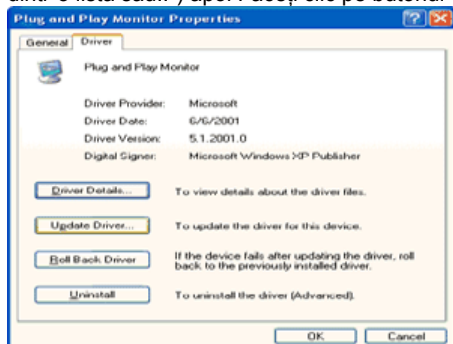 Plug and Play Monitor Properties
General Driver
Plug and Play Monitor
Driver Provider: Microsoft
Driver Date: 6/6/2001
Driver Version: 5.1.2001.0
Digital Signer: Microsoft Windows XP Publisher
Driver Details... To view details about the driver files.
Update Driver... To update the driver for this device.
Roll Back Driver If the device fails after updating the driver, roll
back to the previously installed driver.
Uninstall To uninstall the driver (Advanced).
OK Cancel